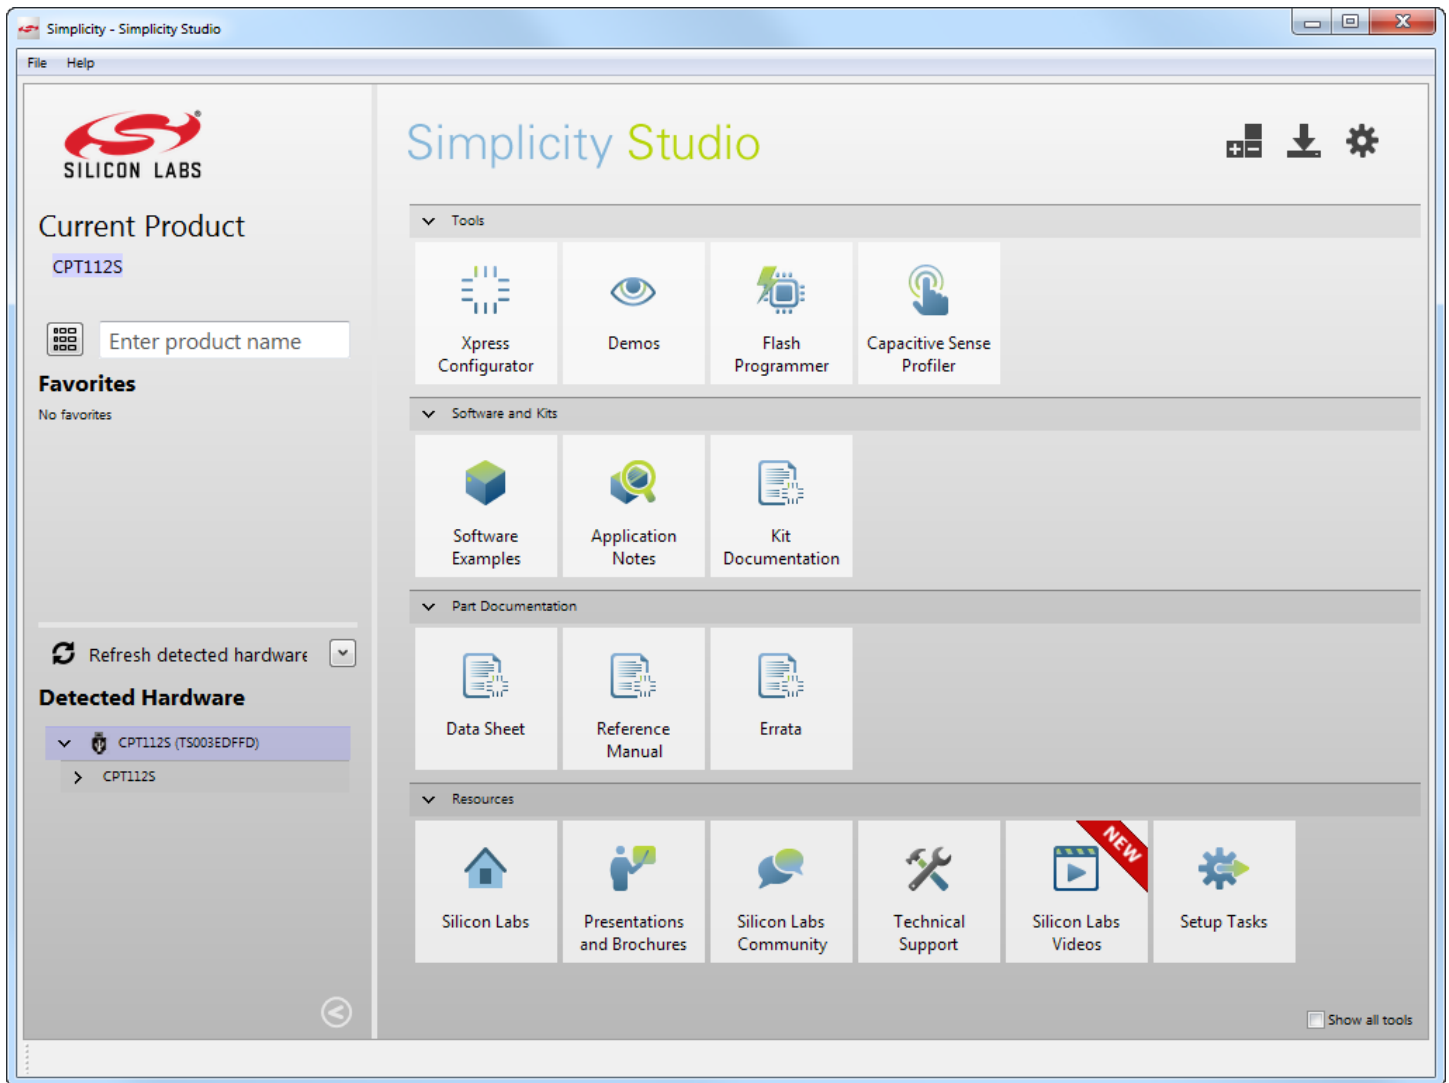 Simplicity - Simplicity Studio
File Help
SILICON LABS
Current Product
CPT112S
Enter product name
Favorites
No favorites
Refresh detected hardware
Detected Hardware
CPT112S (TS003EDFFD)
CPT112S
Simplicity Studio
Tools
Xpress
Configurator
Demos
Flash
Programmer
Capacitive Sense
Profiler
Software and Kits
Software
Examples
Application
Notes
Kit
Documentation
Part Documentation
Data Sheet
Reference
Manual
Errata
Resources
Silicon Labs
Presentations
and Brochures
Silicon Labs
Community
Technical
Support
NEW
Silicon Labs
Videos
Setup Tasks
Show all tools